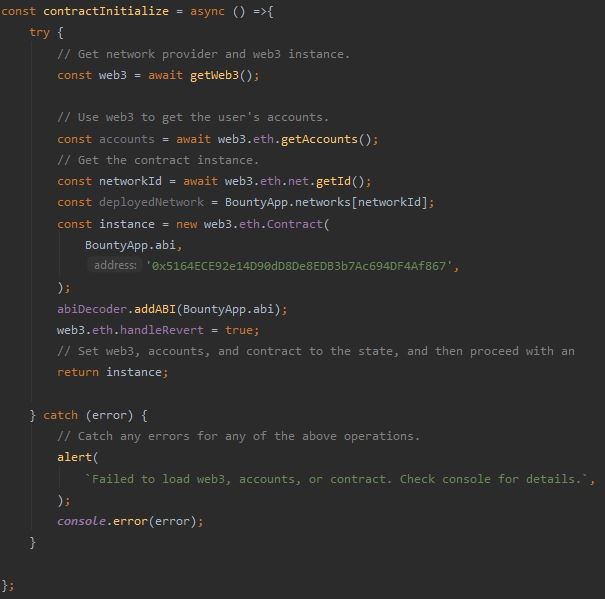 const contractInitialize = async () =>{
try {
// Get network provider and web3 instance.
const web3 = await getWeb3();
// Use web3 to get the user's accounts.
const accounts = await web3.eth.getAccounts();
// Get the contract instance.
const networkId = await web3.eth.net.getId();
const deployedNetwork = BountyApp.networks[networkId];
const instance = new web3.eth.Contract(
BountyApp.abi,
address: '0x5164ECE92e14D90dD8De8EDB3b7Ac694DF4Af867',
);
abiDecoder.addABI(BountyApp.abi);
web3.eth.handleRevert = true;
// Set web3, accounts, and contract to the state, and then proceed with an
return instance;
} catch (error) {
// Catch any errors for any of the above operations.
alert(
`Failed to load web3, accounts, or contract. Check console for details.`,
);
console.error(error);
}
};